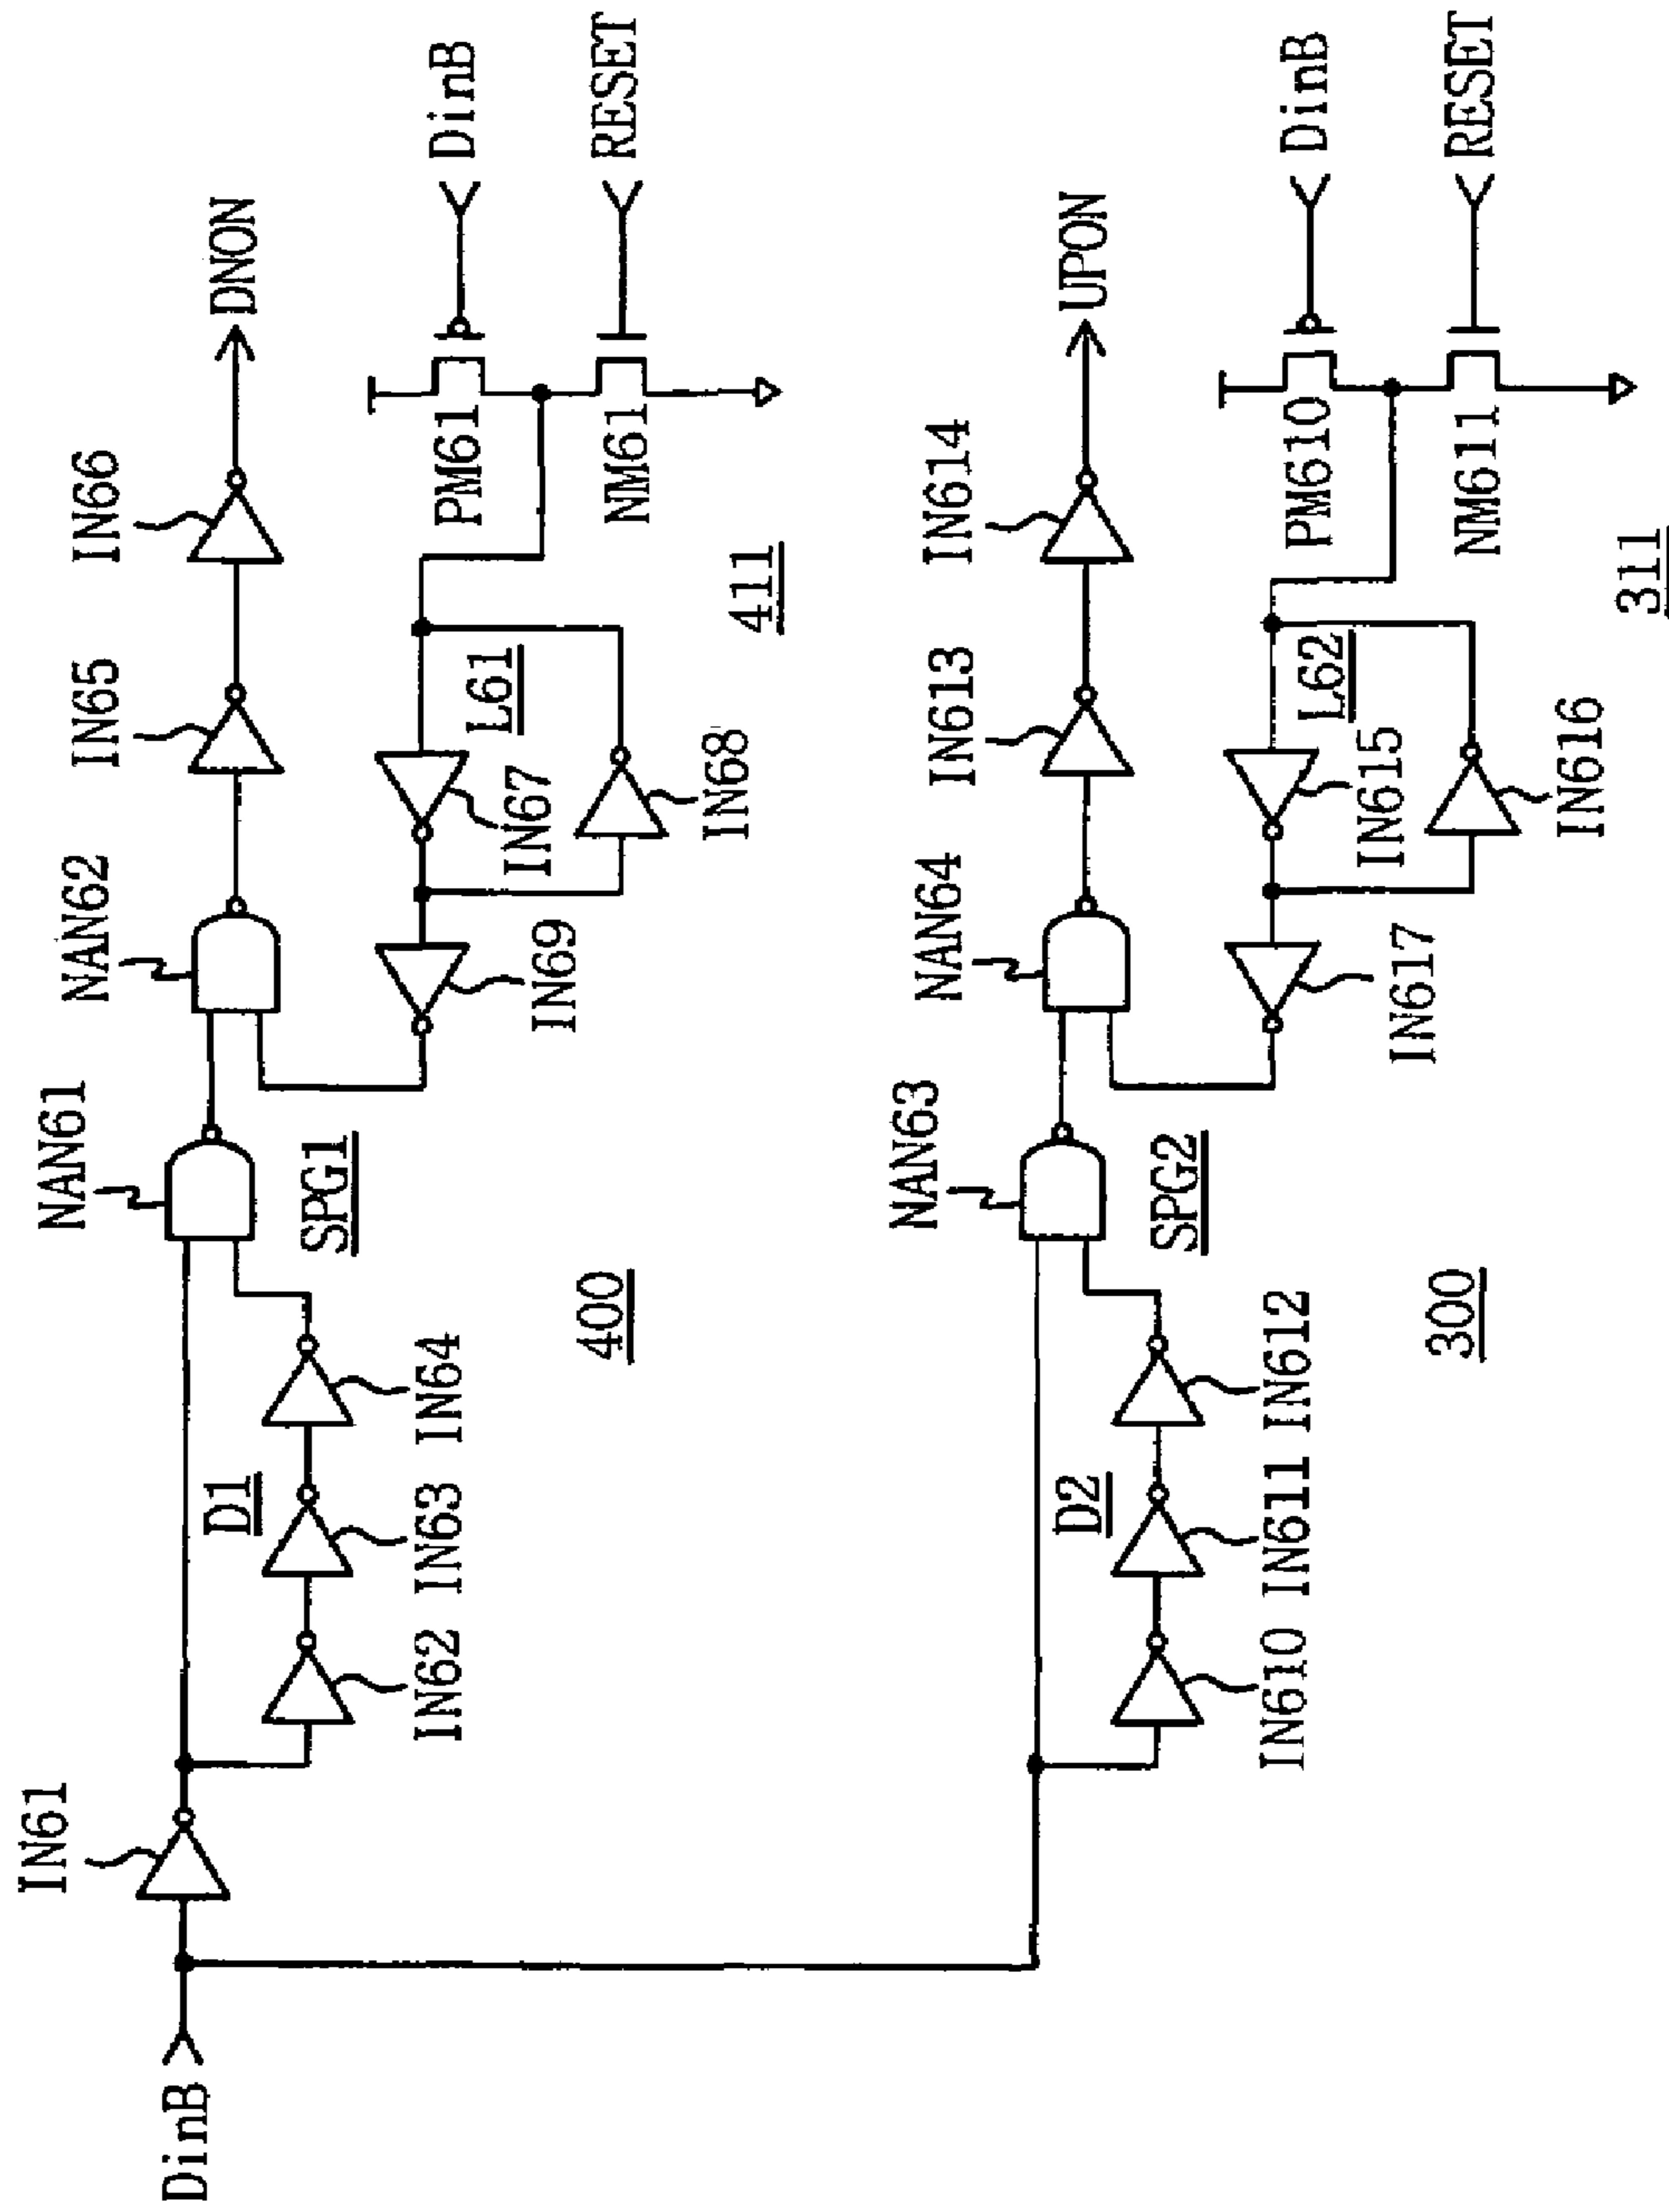 DinB
IN61
D1
IN62
IN63
IN64
400
NAN61
SPG1
NAN62
IN65
IN66
DNON
IN69
IN67
IN68
L61
411
PM61
NM61
DinB
RESET
D2
IN610
IN611
IN612
300
NAN63
SPG2
NAN64
IN613
IN614
UPON
IN617
IN615
IN616
L62
311
PM610
NM611
DinB
RESET